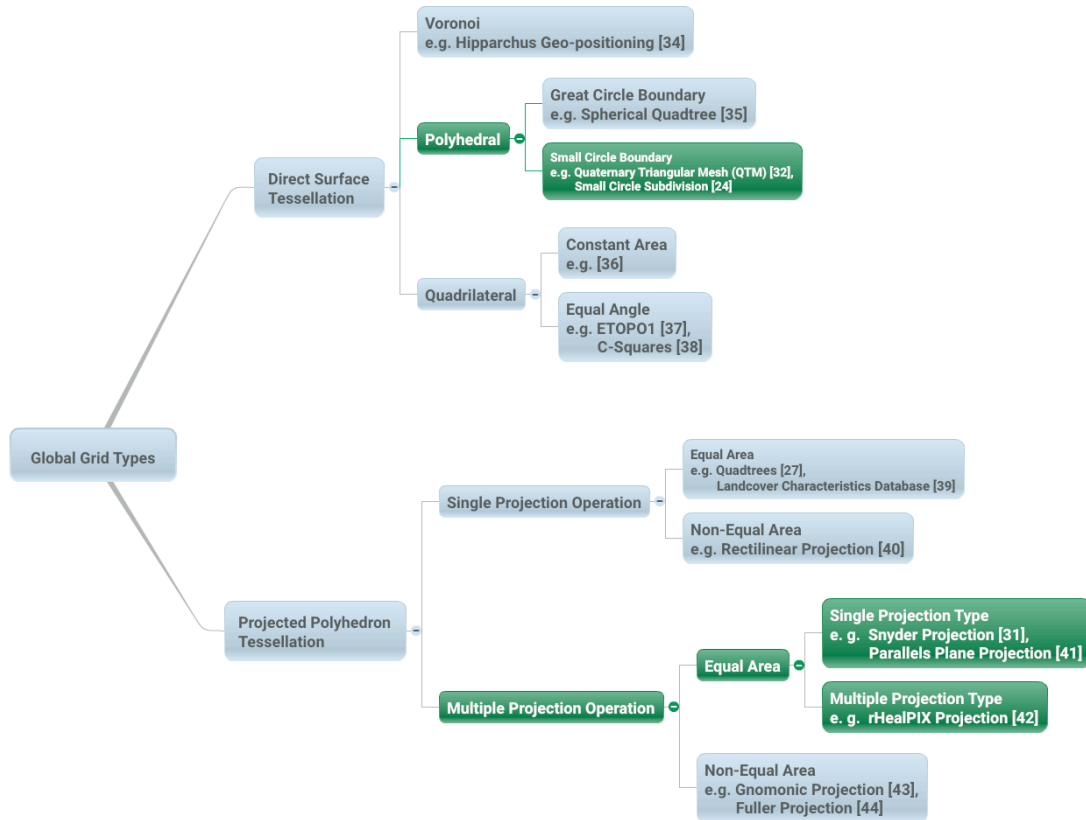 Voronoi
e.g. Hipparchus Geo-positioning [34]
Great Circle Boundary
e.g. Spherical Quadtree [35]
Polyhedral
Small Circle Boundary
e.g. Quaternary Triangular Mesh (QTM) [32],
Small Circle Subdivision [24]
Direct Surface
Tessellation
Constant Area
e.g. [36]
Quadrilateral
Equal Angle
e.g. ETOPO1 [37],
C-Squares [38]
Global Grid Types
Equal Area
e.g. Quadtrees [27],
Landcover Characteristics Database [39]
Single Projection Operation
Non-Equal Area
e.g. Rectilinear Projection [40]
Projected Polyhedron
Tessellation
Single Projection Type
e. g. Snyder Projection [31],
Parallels Plane Projection [41]
Equal Area
Multiple Projection Type
e. g. rHealPIX Projection [42]
Multiple Projection Operation
Non-Equal Area
e.g. Gnomonic Projection [43],
Fuller Projection [44]